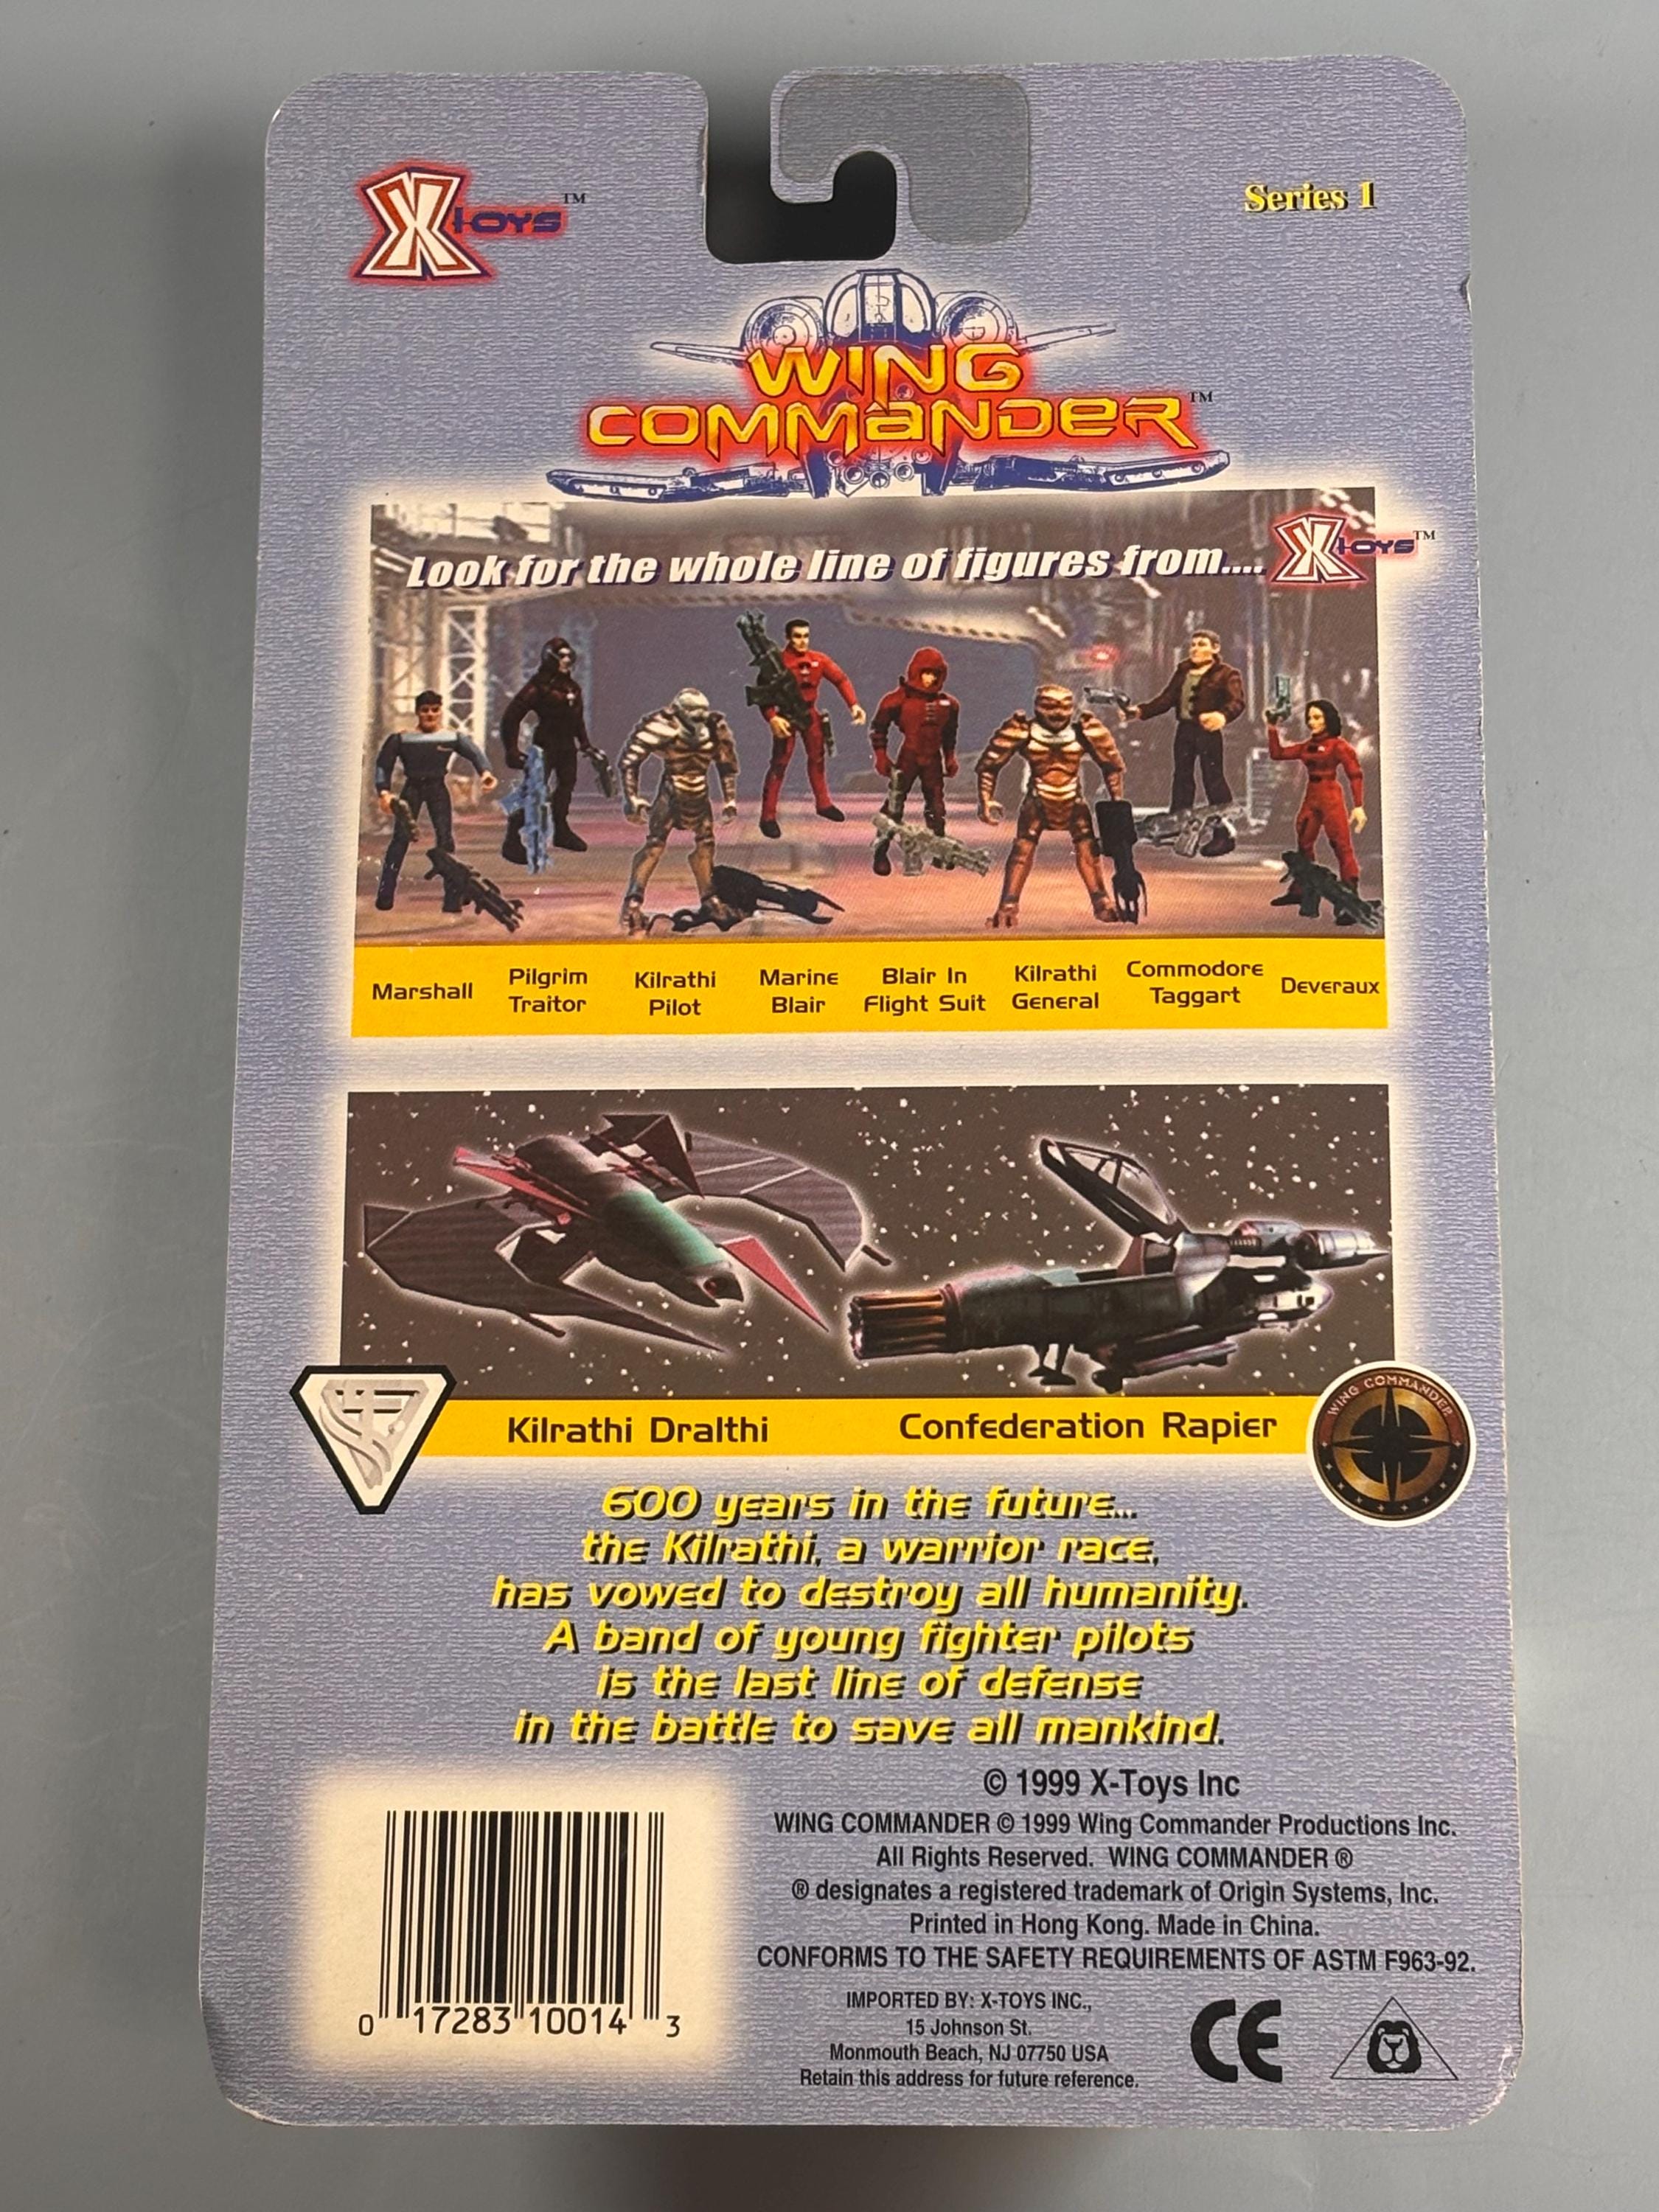 X toys™
Series 1
WING
COMMANDER™
Look for the whole line of figures from.... X toys™
Marshall
Pilgrim
Traitor
Kilrathi
Pilot
Marine
Blair
Blair In
Flight Suit
Kilrathi
General
Commodore
Taggart
Deveraux
Kilrathi Dralthi
Confederation Rapier
WING COMMANDER
600 years in the future...
the Kilrathi, a warrior race,
has vowed to destroy all humanity.
A band of young fighter pilots
is the last line of defense
in the battle to save all mankind.
© 1999 X-Toys Inc
WING COMMANDER © 1999 Wing Commander Productions Inc.
All Rights Reserved. WING COMMANDER ®
® designates a registered trademark of Origin Systems, Inc.
Printed in Hong Kong. Made in China.
CONFORMS TO THE SAFETY REQUIREMENTS OF ASTM F963-92.
IMPORTED BY: X-TOYS INC.,
15 Johnson St.
Monmouth Beach, NJ 07750 USA
Retain this address for future reference.
CE
0 17283 10014 3